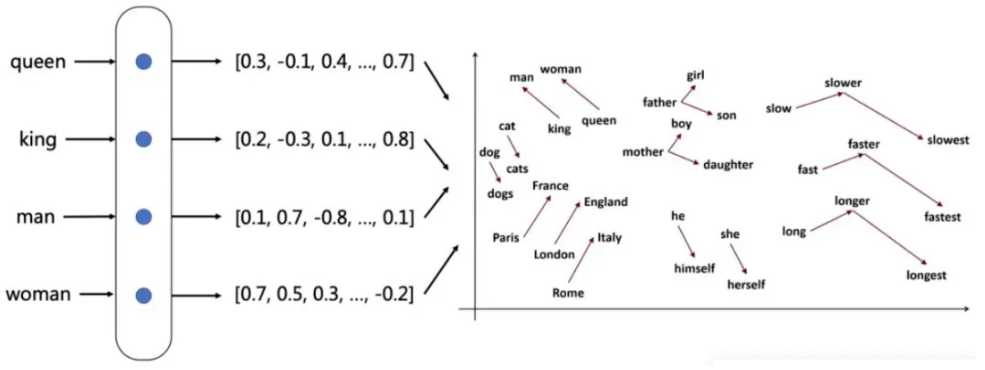 queen [0.3, -0.1, 0.4, ..., 0.7]
king [0.2, -0.3, 0.1, ..., 0.8]
man [0.1, 0.7, -0.8, ..., 0.1]
woman [0.7, 0.5, 0.3, ..., -0.2]
man woman
king queen
cat
dog
cats
dogs
France
England
Paris
Italy
London
Rome
girl
father
son
boy
mother
daughter
he
she
himself
herself
slower
slow
slowest
faster
fast
fastest
longer
long
longest